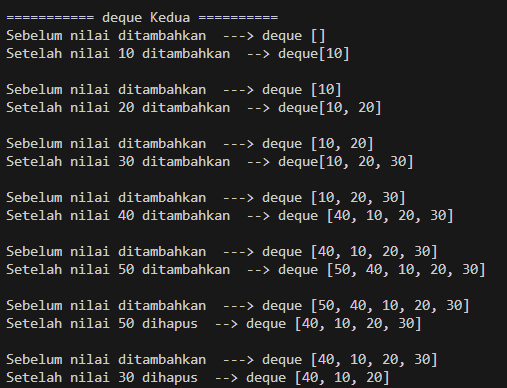 =========== deque Kedua ==========
Sebelum nilai ditambahkan  ---> deque []
Setelah nilai 10 ditambahkan  --> deque[10]
Sebelum nilai ditambahkan  ---> deque [10]
Setelah nilai 20 ditambahkan  --> deque[10, 20]
Sebelum nilai ditambahkan  ---> deque [10, 20]
Setelah nilai 30 ditambahkan  --> deque[10, 20, 30]
Sebelum nilai ditambahkan  ---> deque [10, 20, 30]
Setelah nilai 40 ditambahkan  --> deque [40, 10, 20, 30]
Sebelum nilai ditambahkan  ---> deque [40, 10, 20, 30]
Setelah nilai 50 ditambahkan  --> deque [50, 40, 10, 20, 30]
Sebelum nilai ditambahkan  ---> deque [50, 40, 10, 20, 30]
Setelah nilai 50 dihapus  --> deque [40, 10, 20, 30]
Sebelum nilai ditambahkan  ---> deque [40, 10, 20, 30]
Setelah nilai 30 dihapus  --> deque [40, 10, 20]